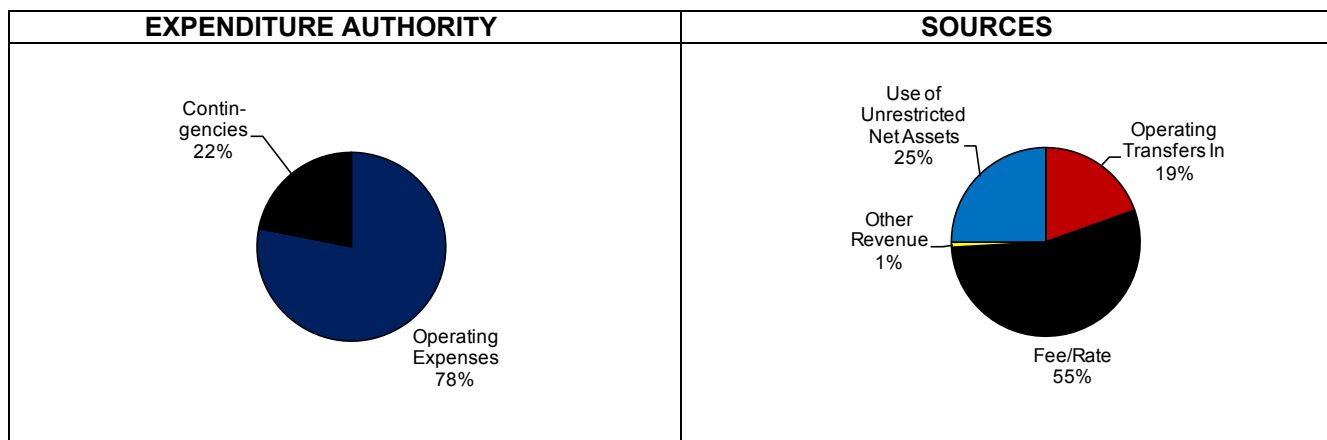 EXPENDITURE AUTHORITY
Contin-
gencies
22%
Operating
Expenses
78%
SOURCES
Use of
Unrestricted
Net Assets
25%
Operating
Transfers In
19%
Other
Revenue
1%
Fee/Rate
55%